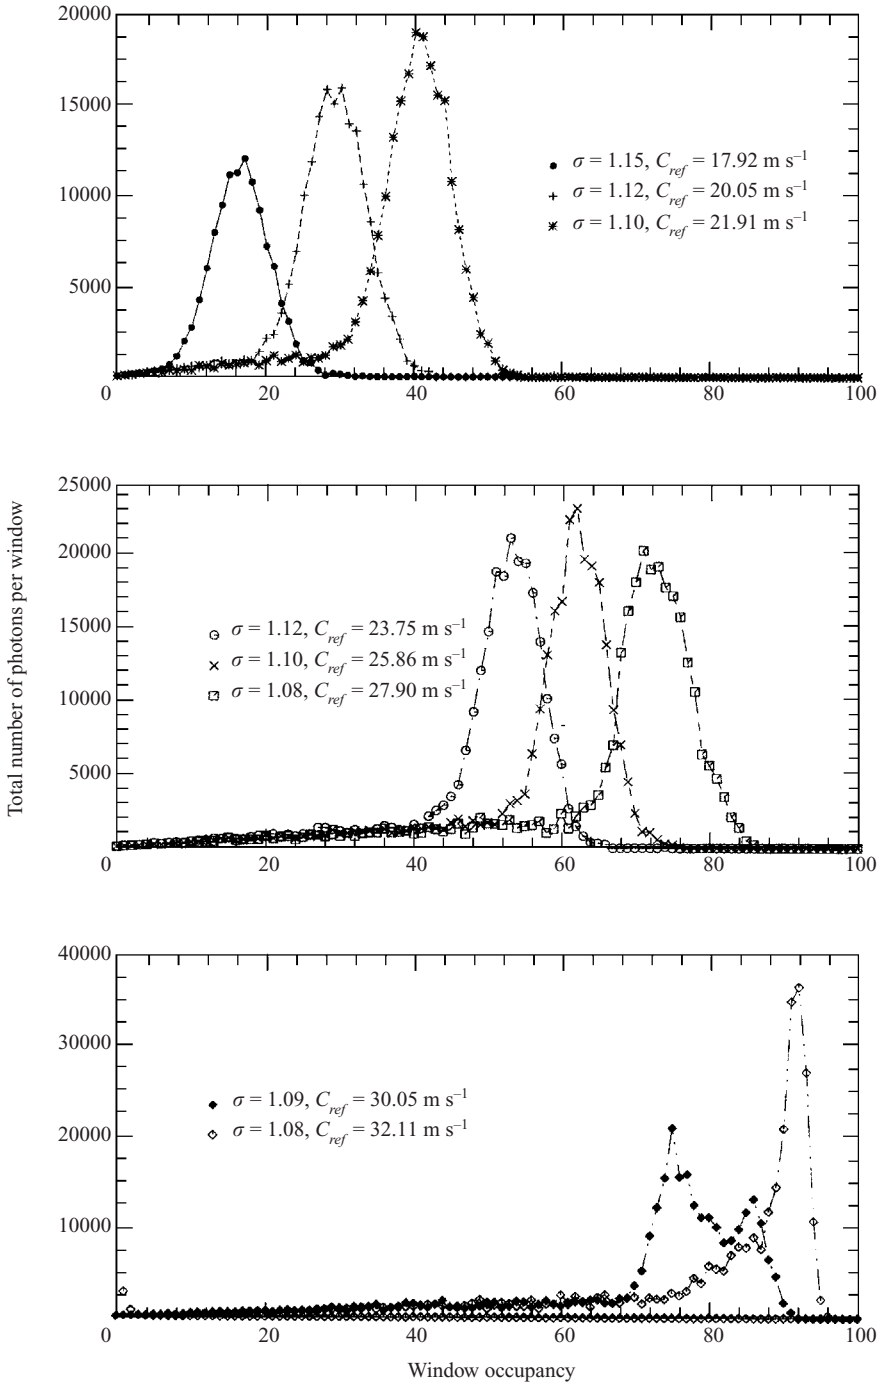 20000
15000
10000
5000
σ = 1.15, C_ref = 17.92 m s⁻¹
σ = 1.12, C_ref = 20.05 m s⁻¹
σ = 1.10, C_ref = 21.91 m s⁻¹
0 20 40 60 80 100
Total number of photons per window
25000
20000
15000
10000
5000
σ = 1.12, C_ref = 23.75 m s⁻¹
σ = 1.10, C_ref = 25.86 m s⁻¹
σ = 1.08, C_ref = 27.90 m s⁻¹
0 20 40 60 80 100
40000
30000
20000
10000
σ = 1.09, C_ref = 30.05 m s⁻¹
σ = 1.08, C_ref = 32.11 m s⁻¹
0 20 40 60 80 100
Window occupancy